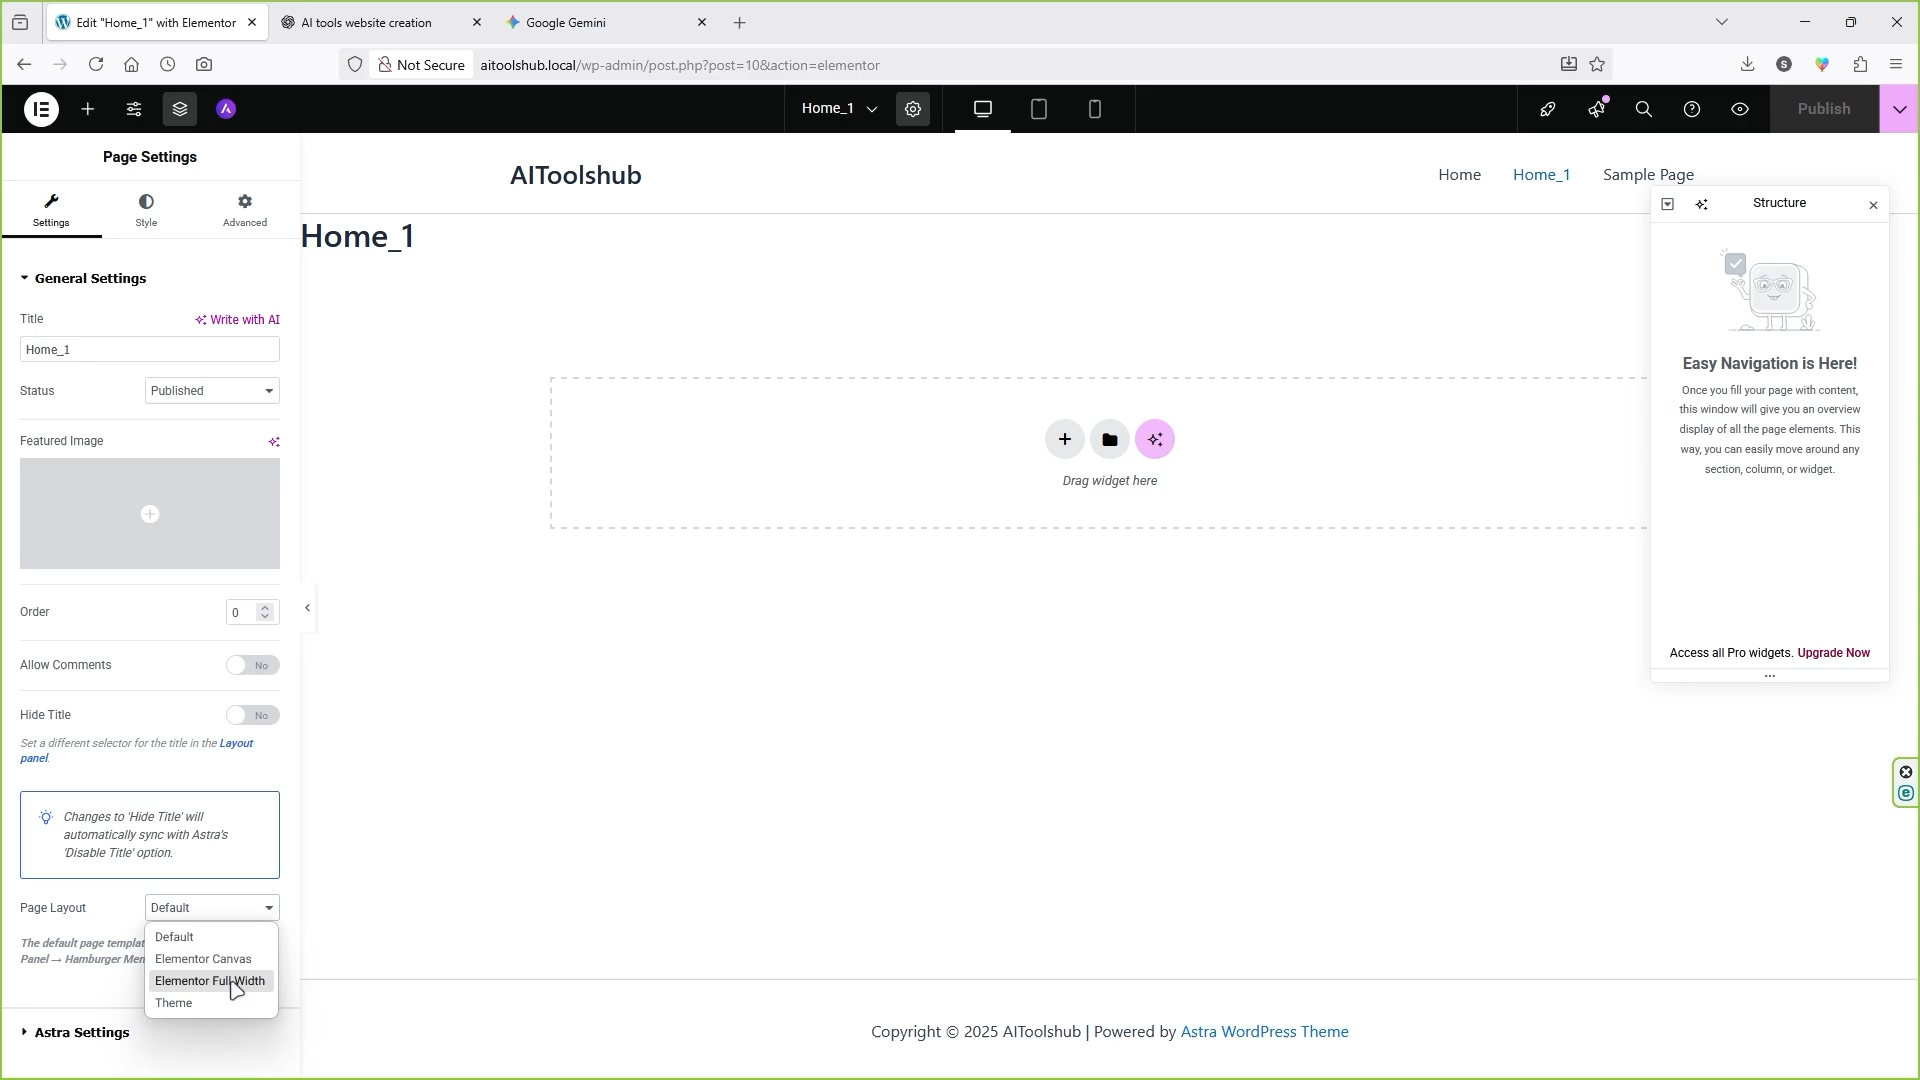 Edit "Home_1" with Elementor
AI tools website creation
Google Gemini
Not Secure
aitoolshub.local/wp-admin/post.php?post=10&action=elementor
S
Home_1
Publish
Page Settings
Settings
Style
Advanced
General Settings
Title
Write with AI
Home_1
Status
Published
Featured Image
Order
0
Allow Comments
No
Hide Title
No
Set a different selector for the title in the Layout
panel.
Changes to 'Hide Title' will
automatically sync with Astra's
'Disable Title' option.
Page Layout
Default
The default page templat
Panel → Hamburger Men
Default
Elementor Canvas
Elementor Full Width
Theme
Astra Settings
AIToolshub
Home
Home_1
Sample Page
Home_1
Drag widget here
Structure
Easy Navigation is Here!
Once you fill your page with content,
this window will give you an overview
display of all the page elements. This
way, you can easily move around any
section, column, or widget.
Access all Pro widgets. Upgrade Now
Copyright © 2025 AIToolshub | Powered by Astra WordPress Theme